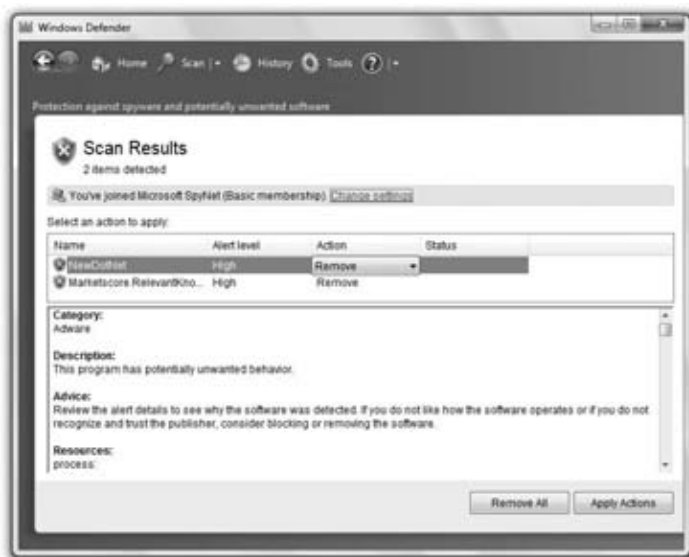 Windows Defender
Home Scan History Tools ?
Protection against spyware and potentially unwanted software
Scan Results
2 items detected
You've joined Microsoft SpyNet (Basic membership) Change settings
Select an action to apply:
Name Alert level Action Status
NewDotNet High Remove
Marketscore.RelevantKno... High Remove
Category:
Adware
Description:
This program has potentially unwanted behavior.
Advice:
Review the alert details to see why the software was detected. If you do not like how the software operates or if you do not
recognize and trust the publisher, consider blocking or removing the software.
Resources:
process:
Remove All Apply Actions